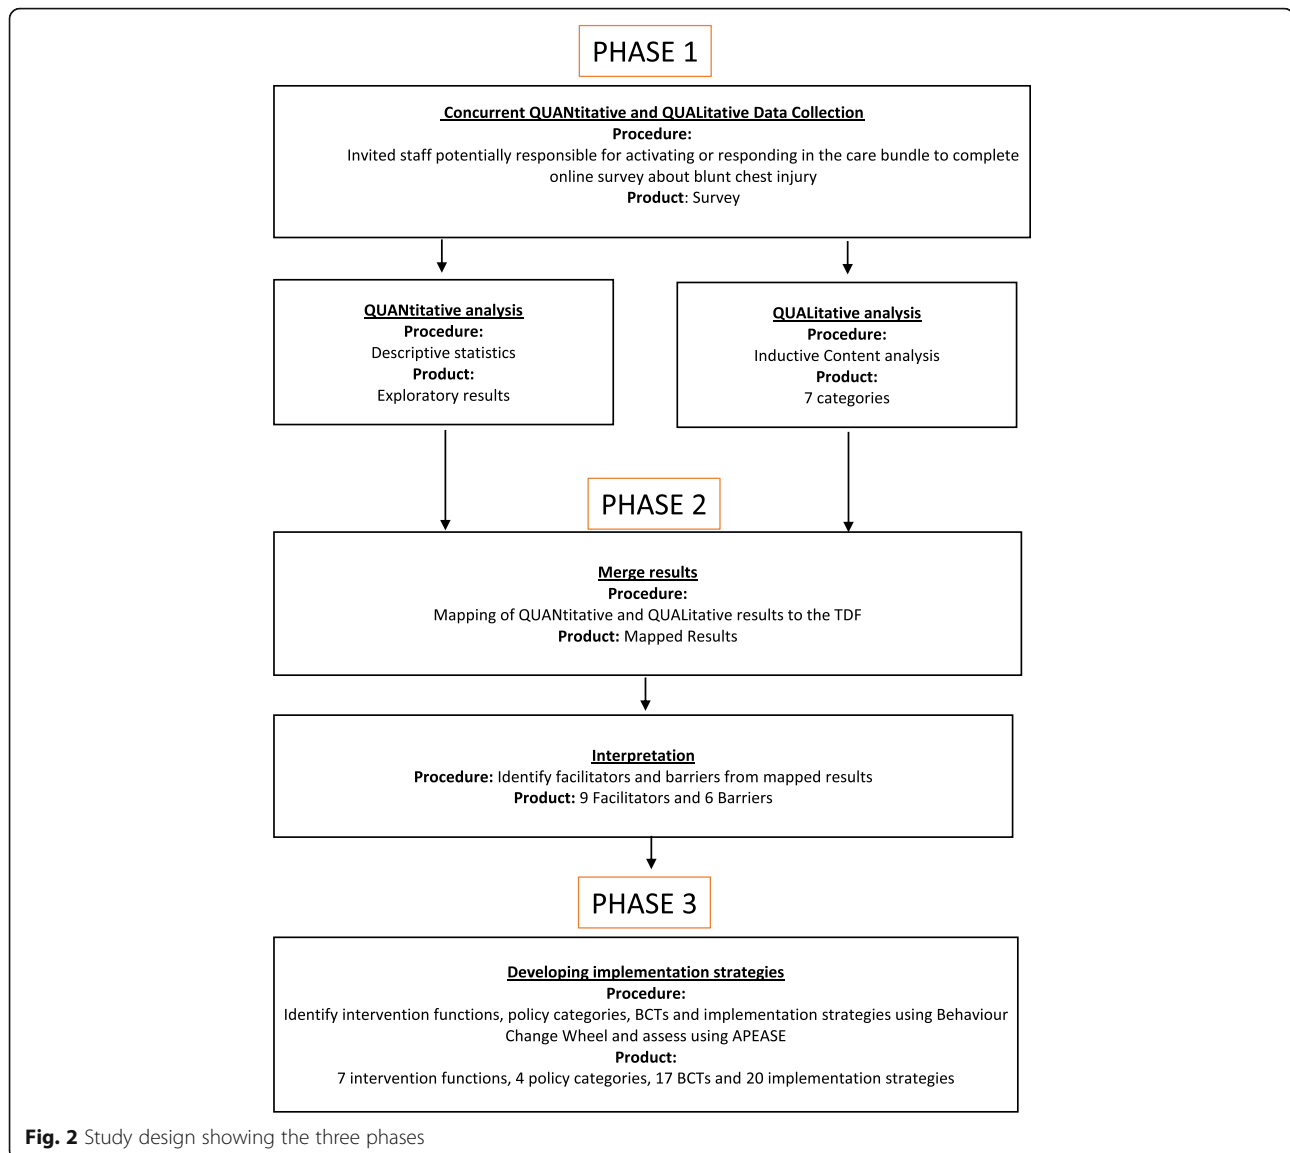 PHASE 1
Concurrent QUANtitative and QUALitative Data Collection
Procedure:
Invited staff potentially responsible for activating or responding in the care bundle to complete
online survey about blunt chest injury
Product: Survey
QUANtitative analysis
Procedure:
Descriptive statistics
Product:
Exploratory results
QUALitative analysis
Procedure:
Inductive Content analysis
Product:
7 categories
PHASE 2
Merge results
Procedure:
Mapping of QUANtitative and QUALitative results to the TDF
Product: Mapped Results
Interpretation
Procedure: Identify facilitators and barriers from mapped results
Product: 9 Facilitators and 6 Barriers
PHASE 3
Developing implementation strategies
Procedure:
Identify intervention functions, policy categories, BCTs and implementation strategies using Behaviour
Change Wheel and assess using APEASE
Product:
7 intervention functions, 4 policy categories, 17 BCTs and 20 implementation strategies
Fig. 2 Study design showing the three phases